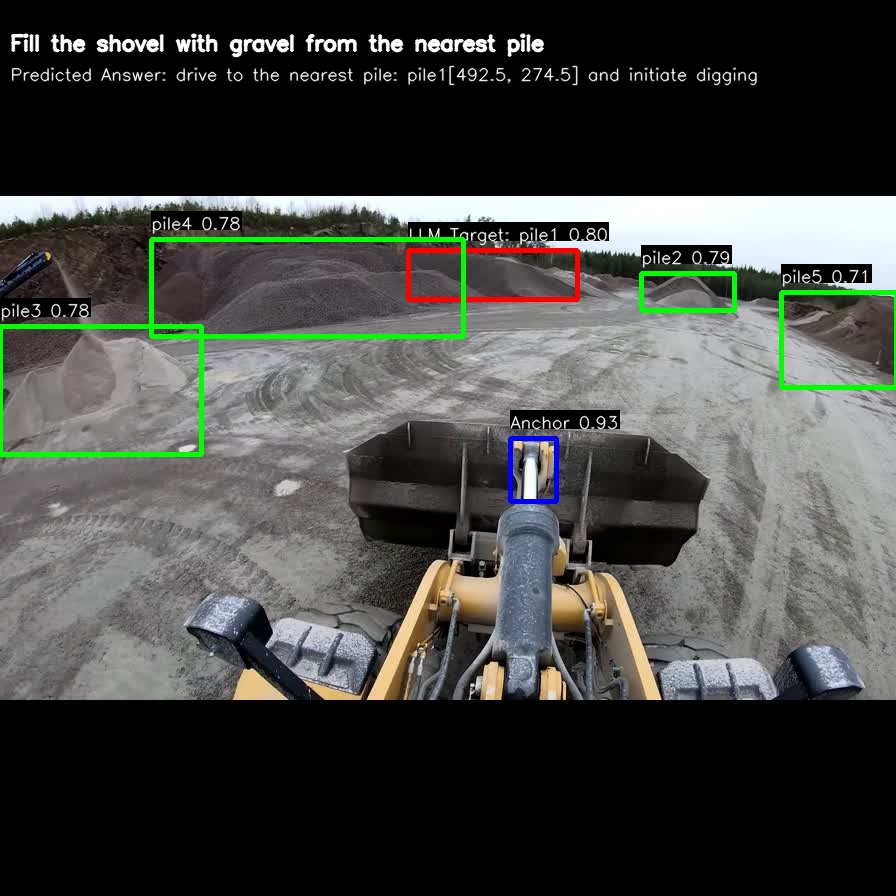 Fill the shovel with gravel from the nearest pile
Predicted Answer: drive to the nearest pile: pile1[492.5, 274.5] and initiate digging
pile4 0.78
LLM Target: pile1 0.80
pile2 0.79
pile5 0.71
pile3 0.78
Anchor 0.93